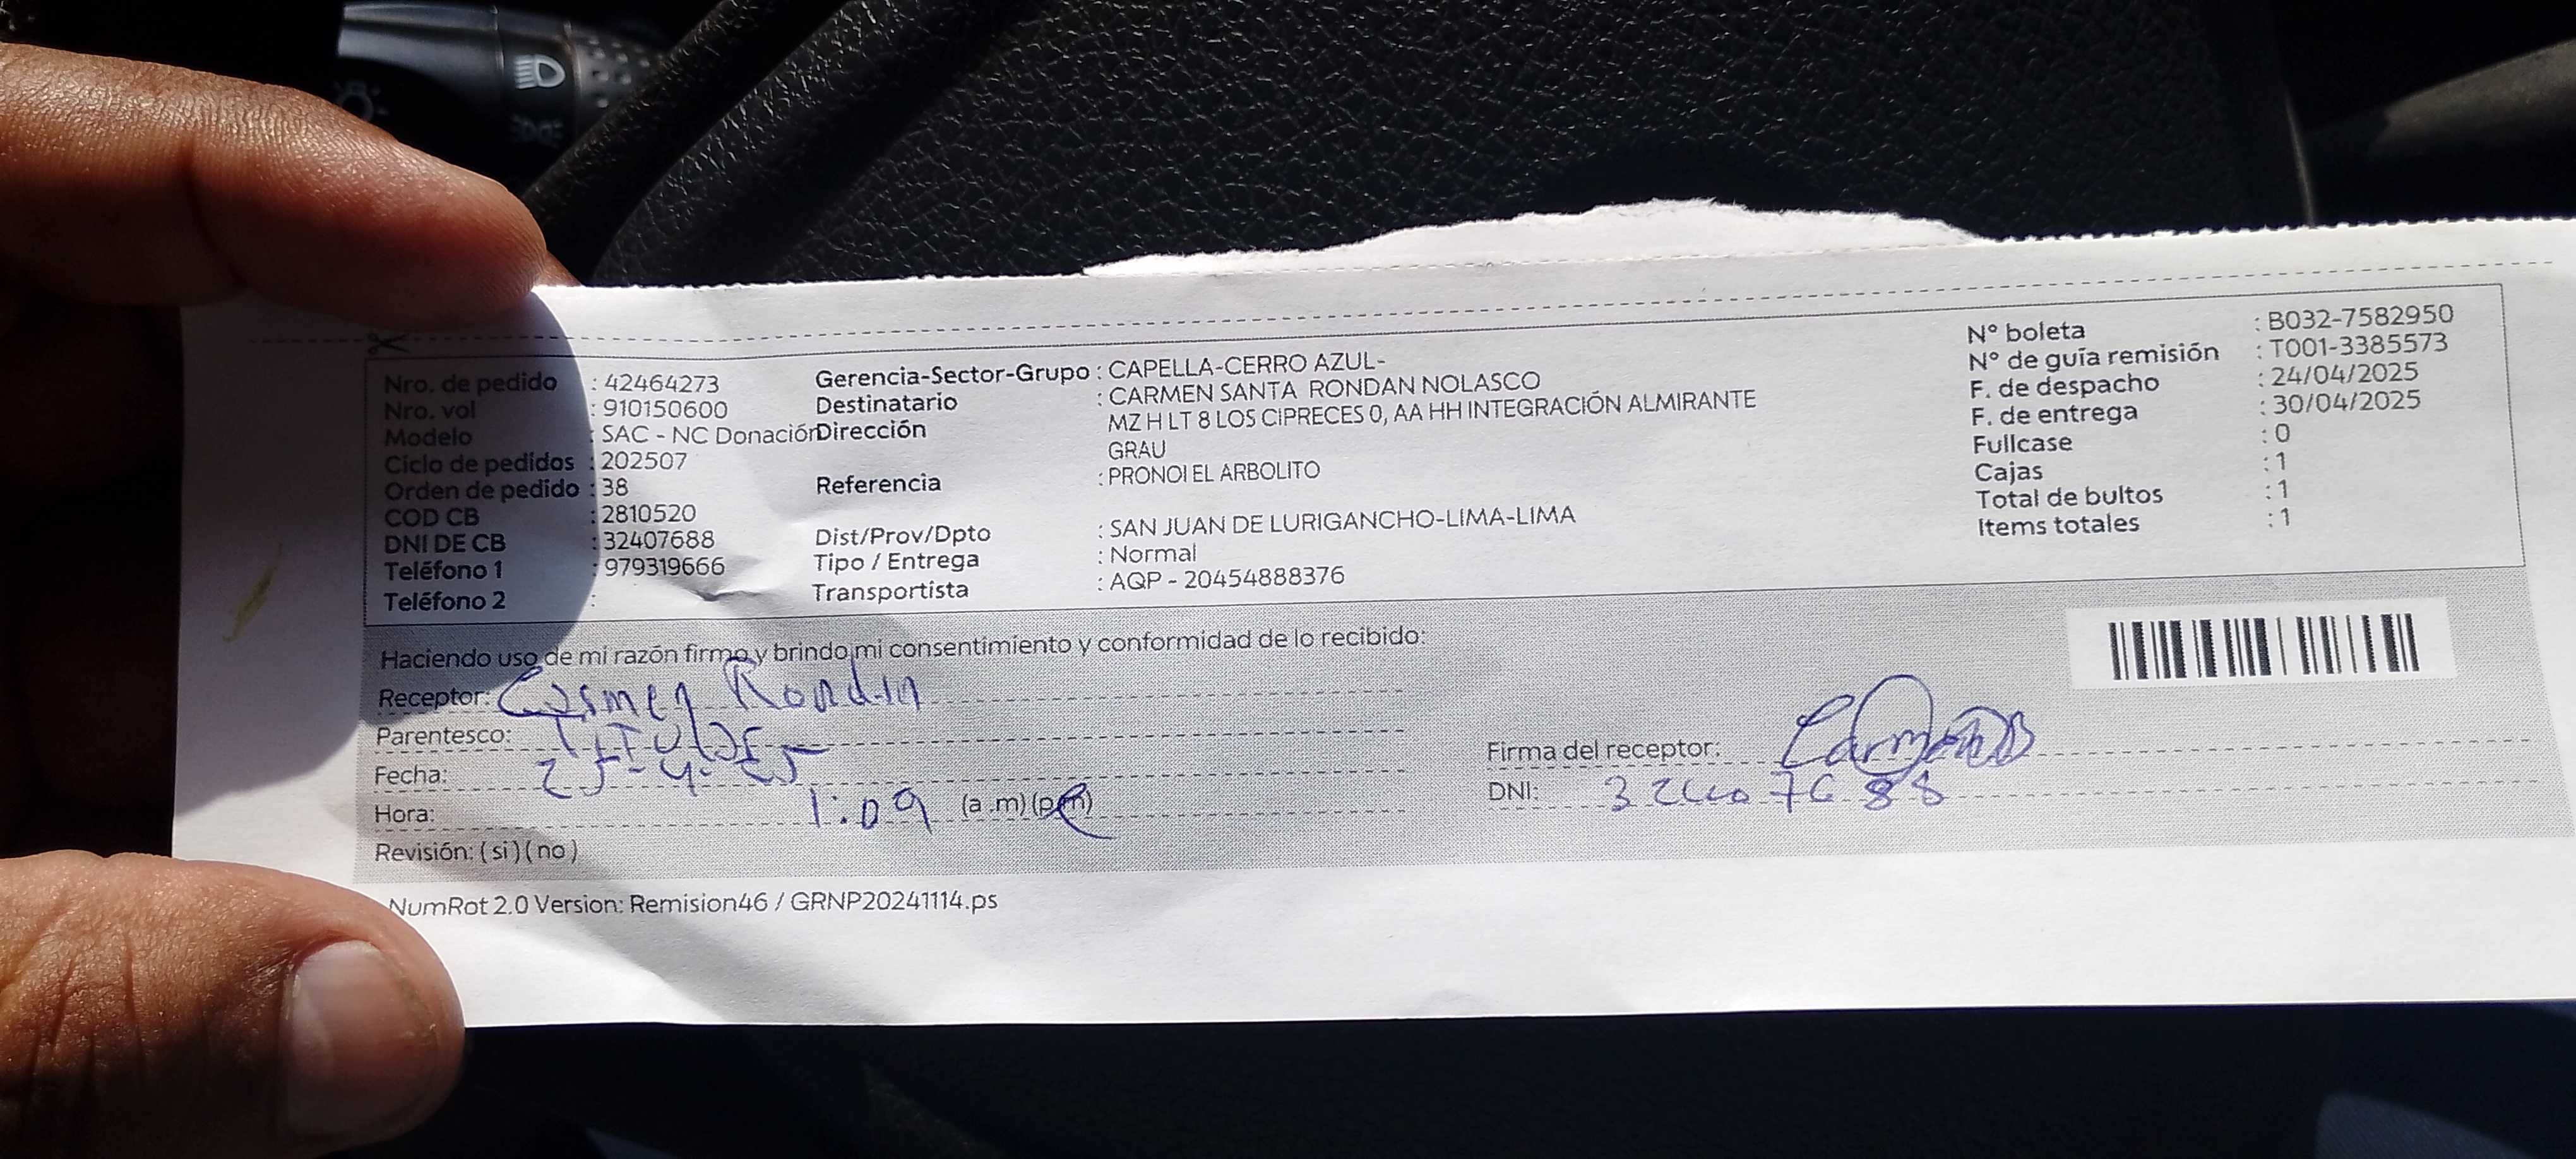 Nro. de pedido : 42464273
Nro. vol : 910150600
Modelo : SAC - NC Donación
Ciclo de pedidos : 202507
Orden de pedido : 38
COD CB : 2810520
DNI DE CB : 32407688
Teléfono 1 : 979319666
Teléfono 2 :
Gerencia-Sector-Grupo : CAPELLA-CERRO AZUL-
Destinatario : CARMEN SANTA RONDAN NOLASCO
Dirección MZ H LT 8 LOS CIPRECES 0, AA HH INTEGRACIÓN ALMIRANTE
GRAU
Referencia : PRONOI EL ARBOLITO
Dist/Prov/Dpto : SAN JUAN DE LURIGANCHO-LIMA-LIMA
Tipo / Entrega : Normal
Transportista : AQP - 20454888376
N° boleta : B032-7582950
N° de guía remisión : T001-3385573
F. de despacho : 24/04/2025
F. de entrega : 30/04/2025
Fullcase : 0
Cajas : 1
Total de bultos : 1
Items totales : 1
Haciendo uso de mi razón firmo y brindo mi consentimiento y conformidad de lo recibido:
Receptor: Carmen Rondan
Parentesco: Titular
Fecha: 25-4-25
Hora: 1:09 (a.m) (p.m)
Revisión: (si) (no)
Firma del receptor: Carmen
DNI: 32407688
NumRot 2.0 Version: Remision46 / GRNP20241114.ps